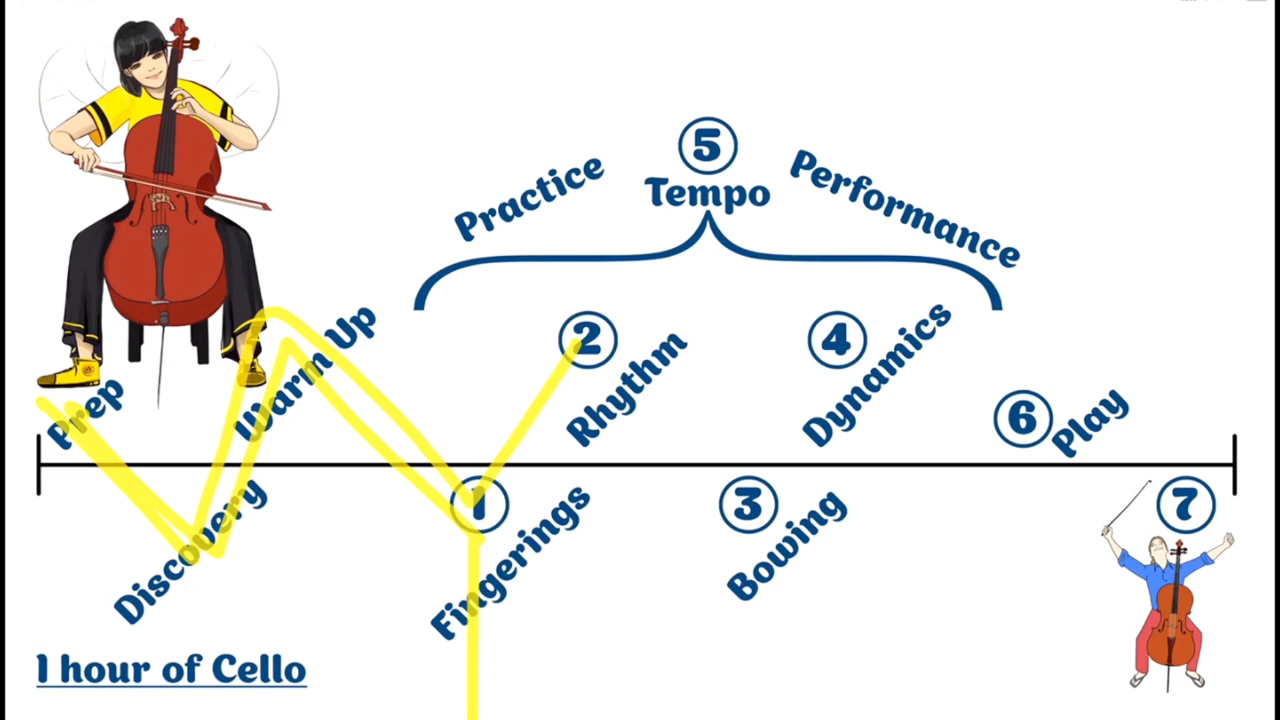 5
Practice
Tempo
Performance
2
Rhythm
4
Dynamics
Prep
Warm Up
6
Play
Discovery
1
Fingerings
3
Bowing
7
1 hour of Cello